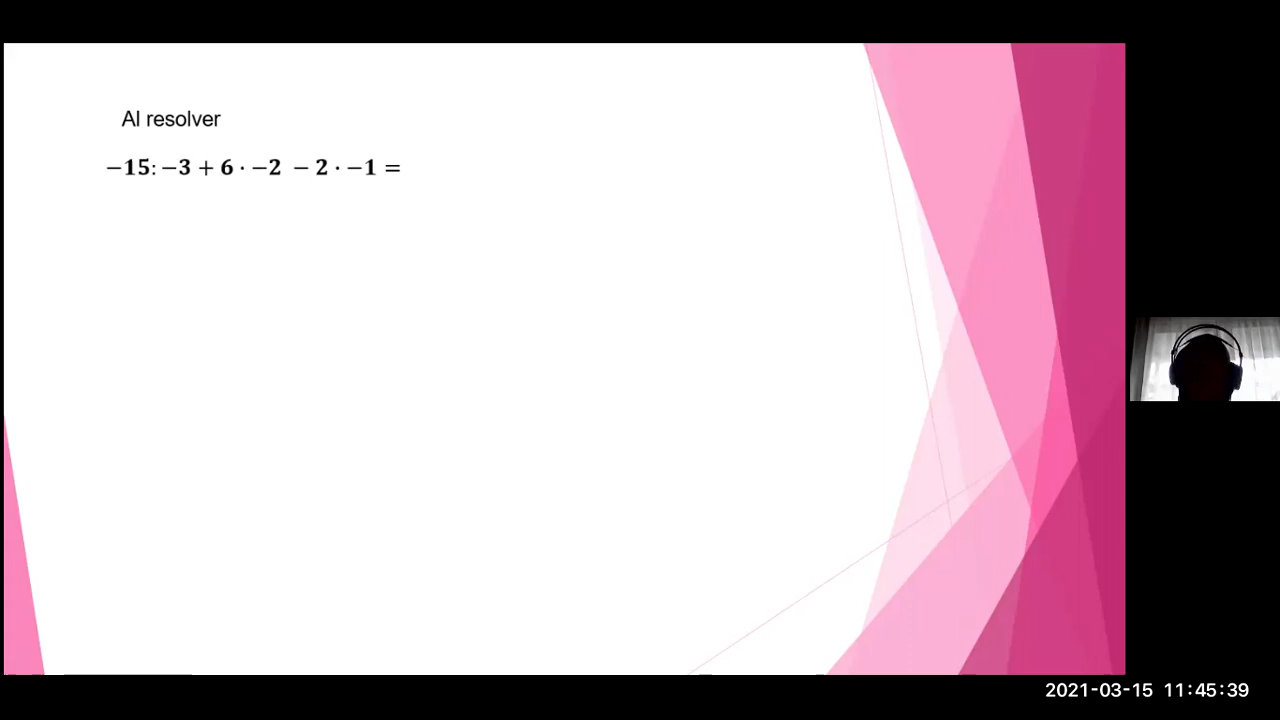 Al resolver
−15:−3 + 6 · −2 − 2 · −1 =
2021-03-15 11:45:39